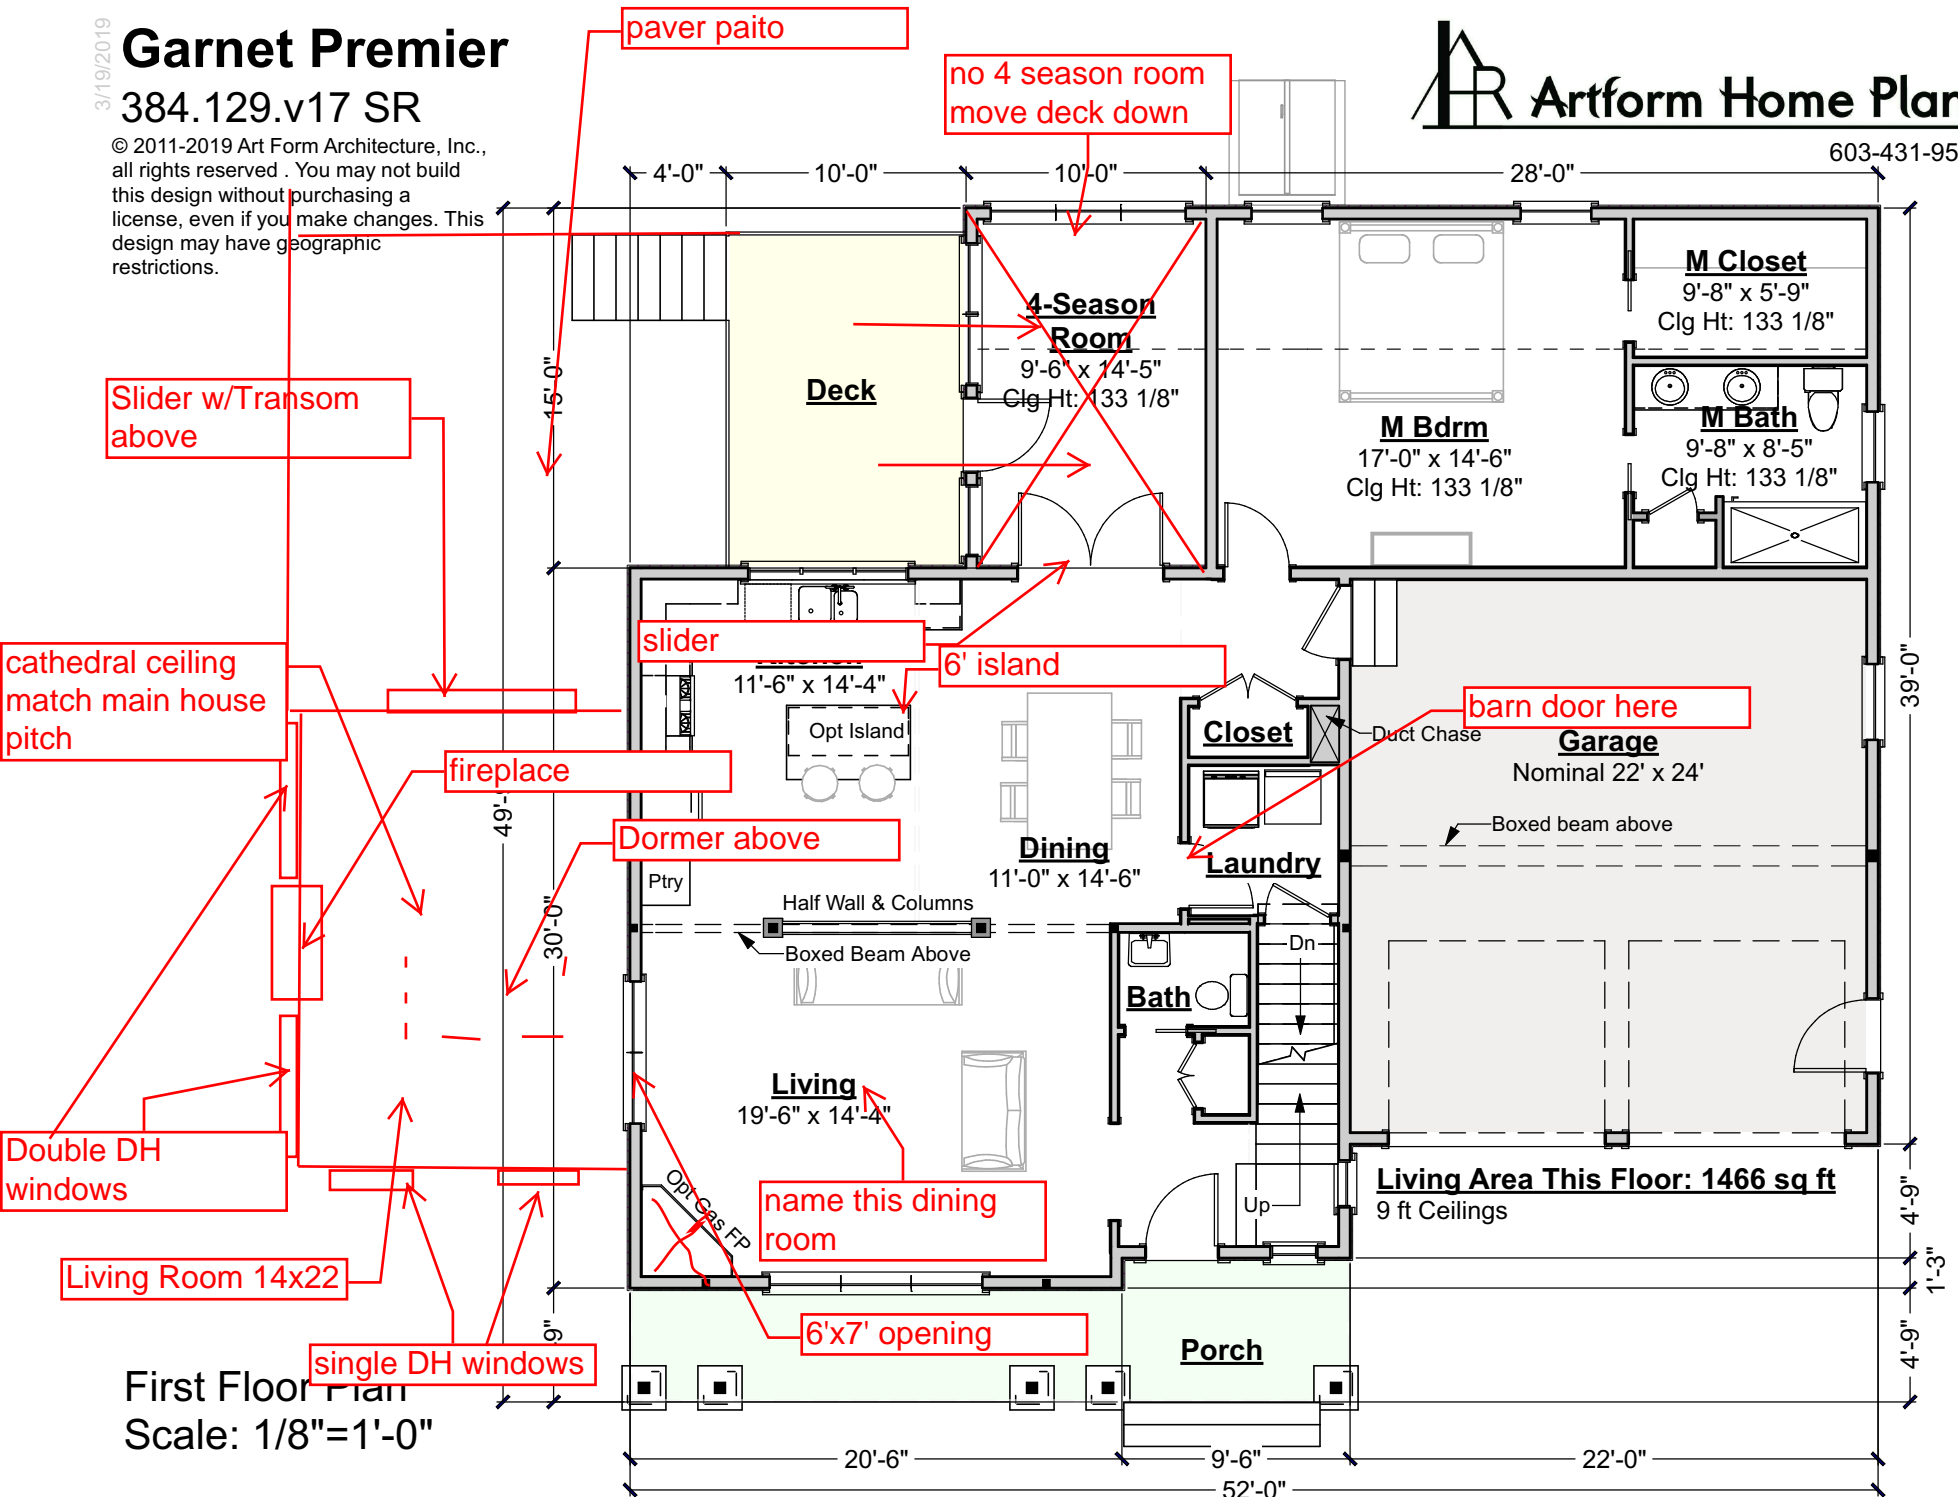 3/19/2019
Garnet Premier
384.129.v17 SR
© 2011-2019 Art Form Architecture, Inc.,
all rights reserved . You may not build
this design without purchasing a
license, even if you make changes. This
design may have geographic
restrictions.
paver paito
no 4 season room
move deck down
Artform Home Plan
603-431-95
4'-0"
10'-0"
10'-0"
28'-0"
M Closet
9'-8" x 5'-9"
Clg Ht: 133 1/8"
4-Season
Room
9'-6" x 14'-5"
Clg Ht: 133 1/8"
Deck
15'-0"
Slider w/Transom
above
M Bdrm
17'-0" x 14'-6"
Clg Ht: 133 1/8"
M Bath
9'-8" x 8'-5"
Clg Ht: 133 1/8"
slider
6' island
Kitchen
11'-6" x 14'-4"
cathedral ceiling
match main house
pitch
39'-0"
barn door here
Opt Island
Closet
Duct Chase
Garage
Nominal 22' x 24'
fireplace
49'-
Dormer above
Boxed beam above
Dining
11'-0" x 14'-6"
Laundry
Ptry
Half Wall & Columns
30'-0"
Boxed Beam Above
Dn
Bath
Living
19'-6" x 14'-4"
Double DH
windows
name this dining
room
Opt Gas FP
Up
Living Area This Floor: 1466 sq ft
9 ft Ceilings
4'-9"
1'-3"
Living Room 14x22
6'x7' opening
single DH windows
9"
Porch
4'-9"
First Floor Plan
Scale: 1/8"=1'-0"
20'-6"
9'-6"
22'-0"
52'-0"